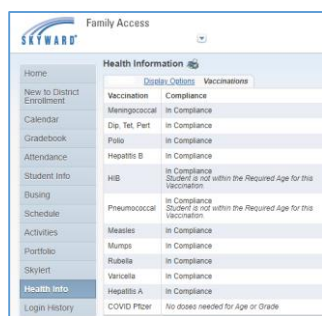 SKYWARD®
Family Access
Home
New to District
Enrollment
Calendar
Gradebook
Attendance
Student Info
Busing
Schedule
Activities
Portfolio
Skylert
Health Info
Login History
Health Information
Display Options Vaccinations
Vaccination Compliance
Meningococcal In Compliance
Dip, Tet, Pert In Compliance
Polio In Compliance
Hepatitis B In Compliance
HIB In Compliance
Student is not within the Required Age for this
Vaccination.
Pneumococcal In Compliance
Student is not within the Required Age for this
Vaccination.
Measles In Compliance
Mumps In Compliance
Rubella In Compliance
Varicella In Compliance
Hepatitis A In Compliance
COVID Pfizer No doses needed for Age or Grade